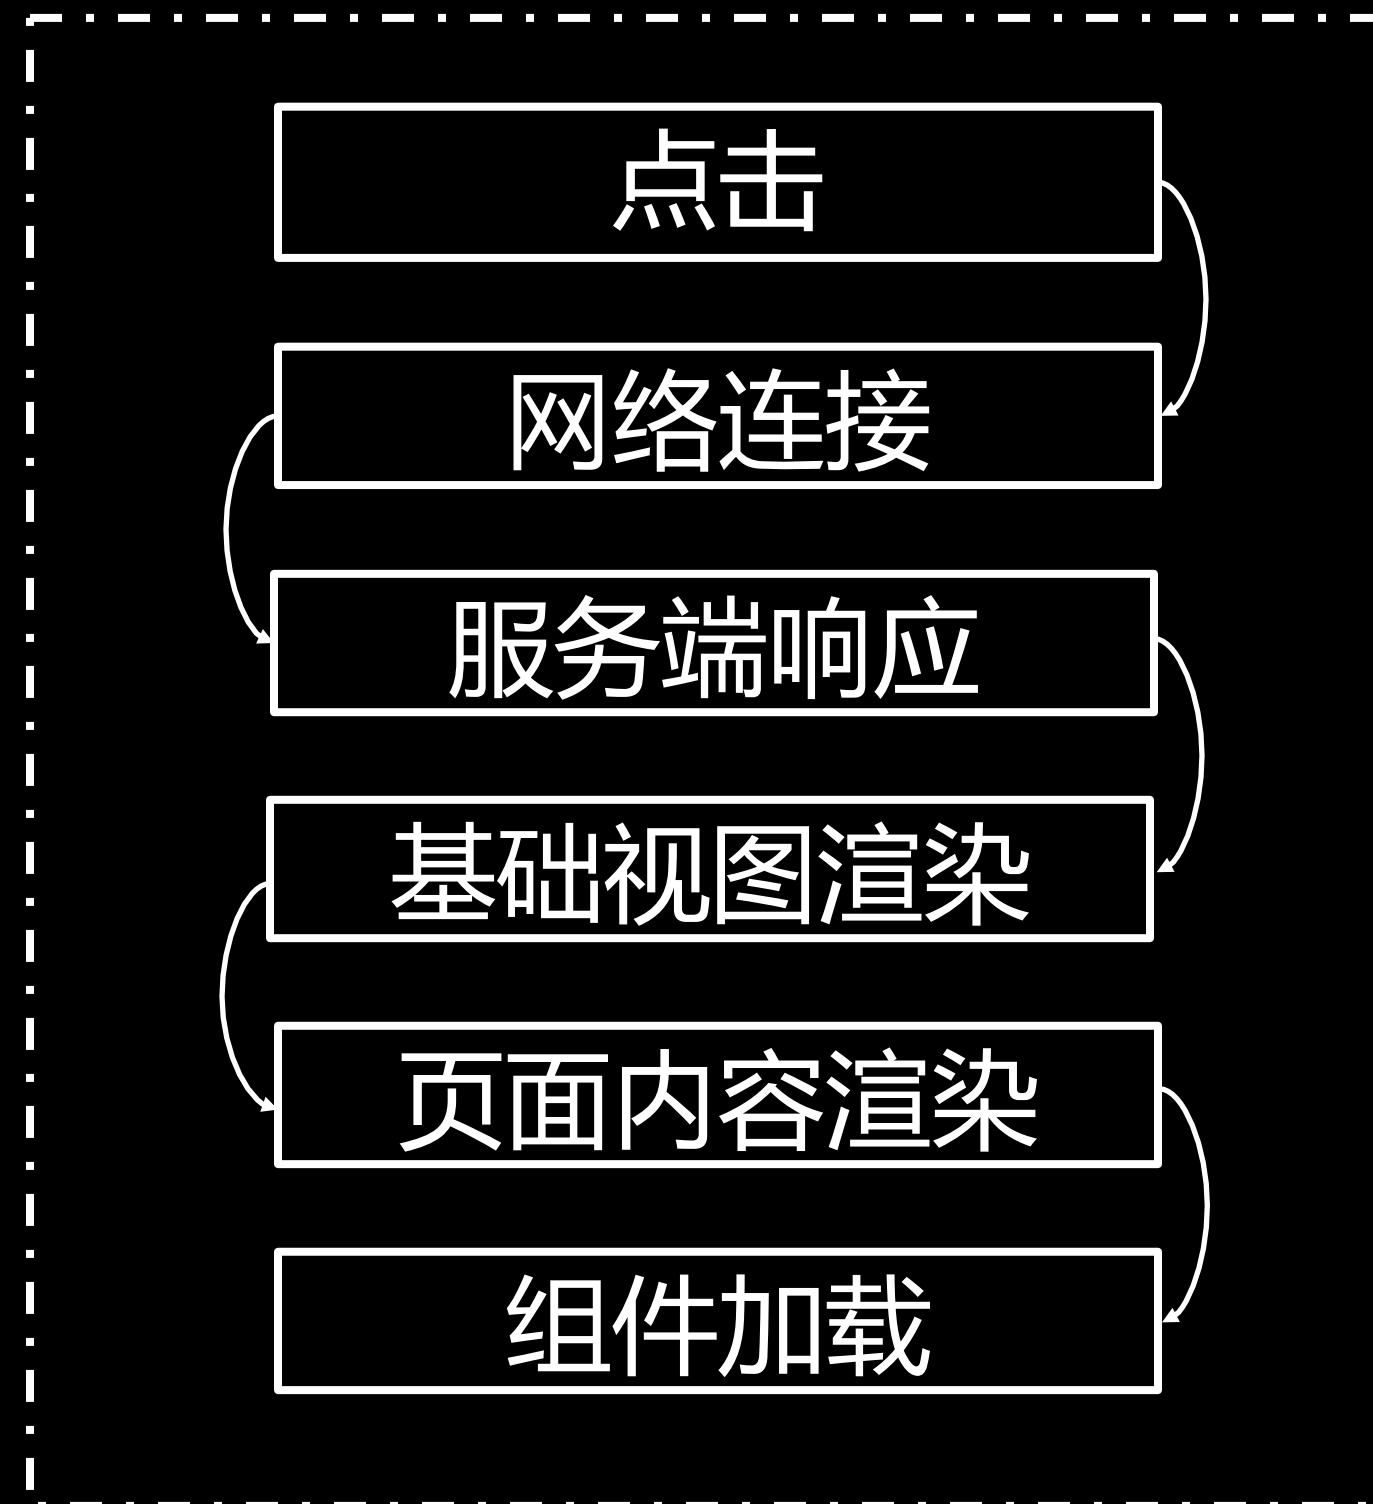 点击
网络连接
服务端响应
基础视图渲染
页面内容渲染
组件加载